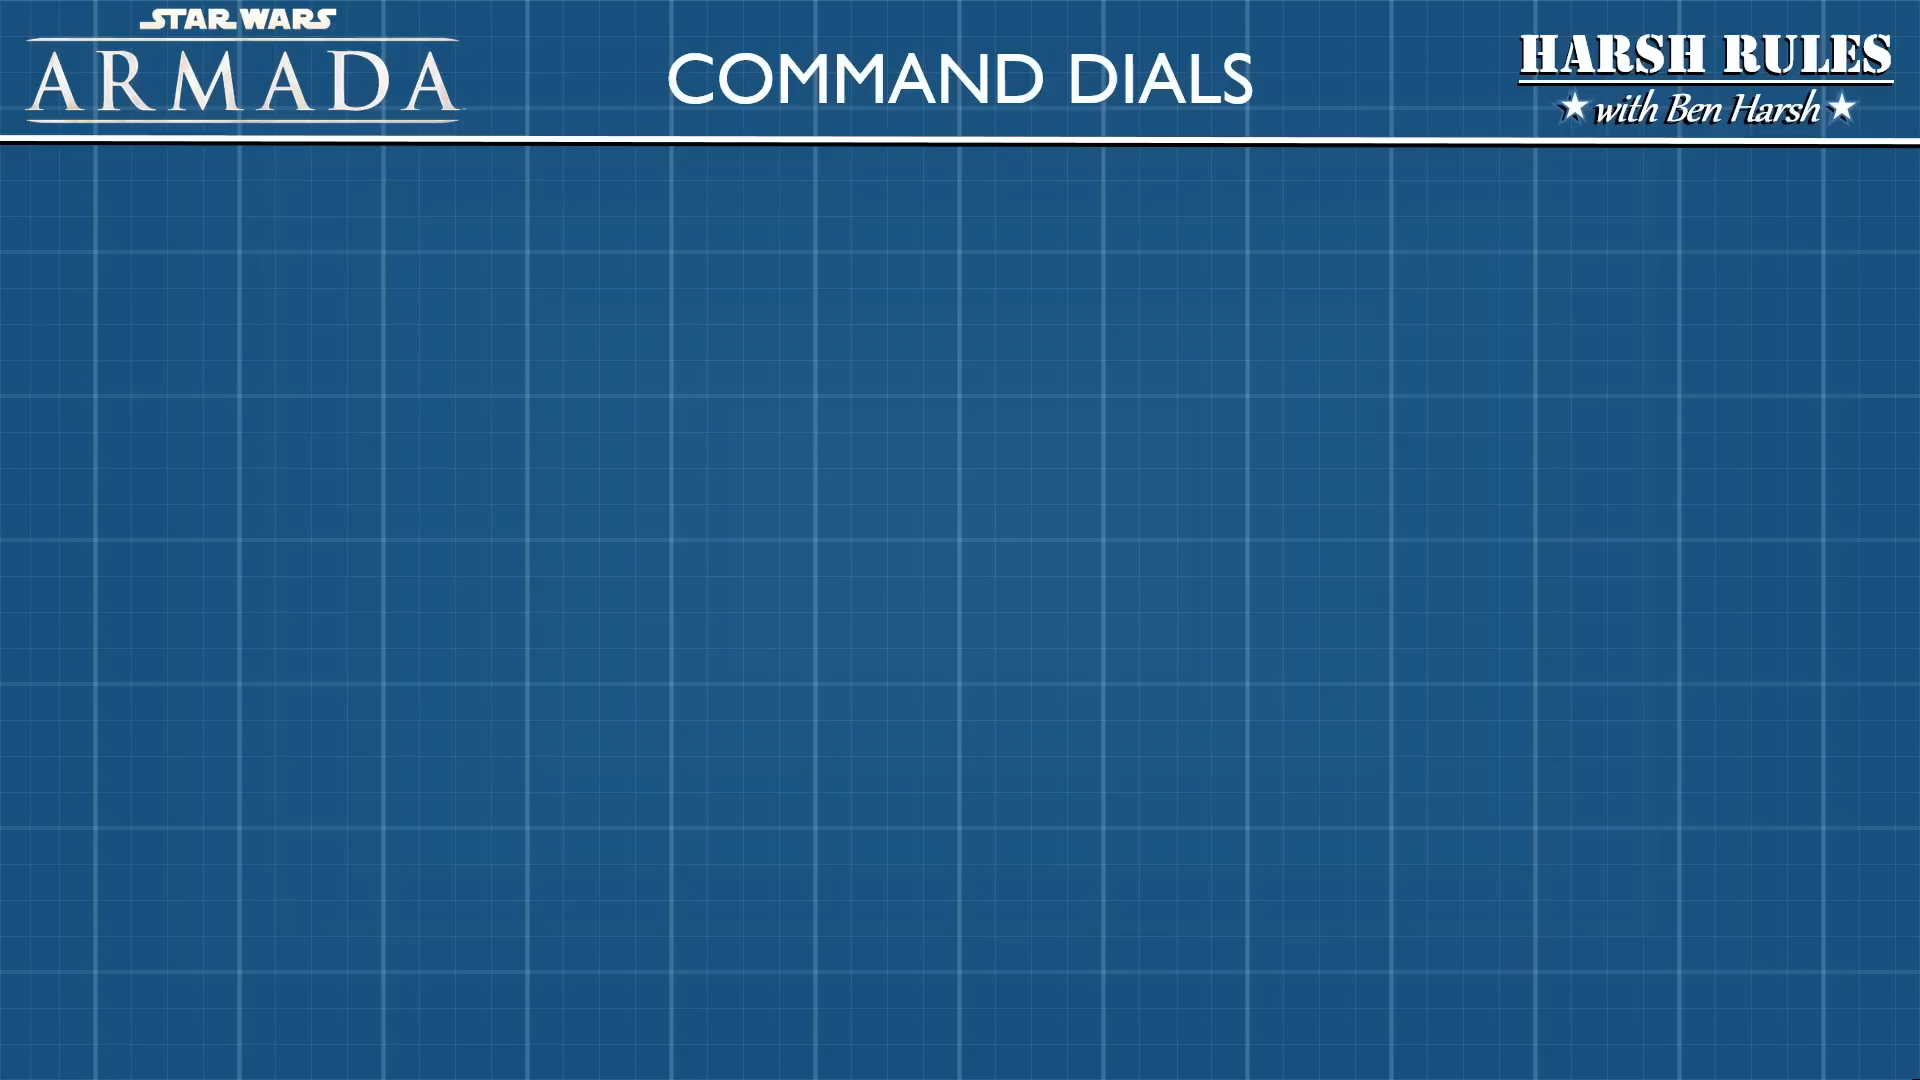 STAR WARS
ARMADA
COMMAND DIALS
HARSH RULES
with Ben Harsh